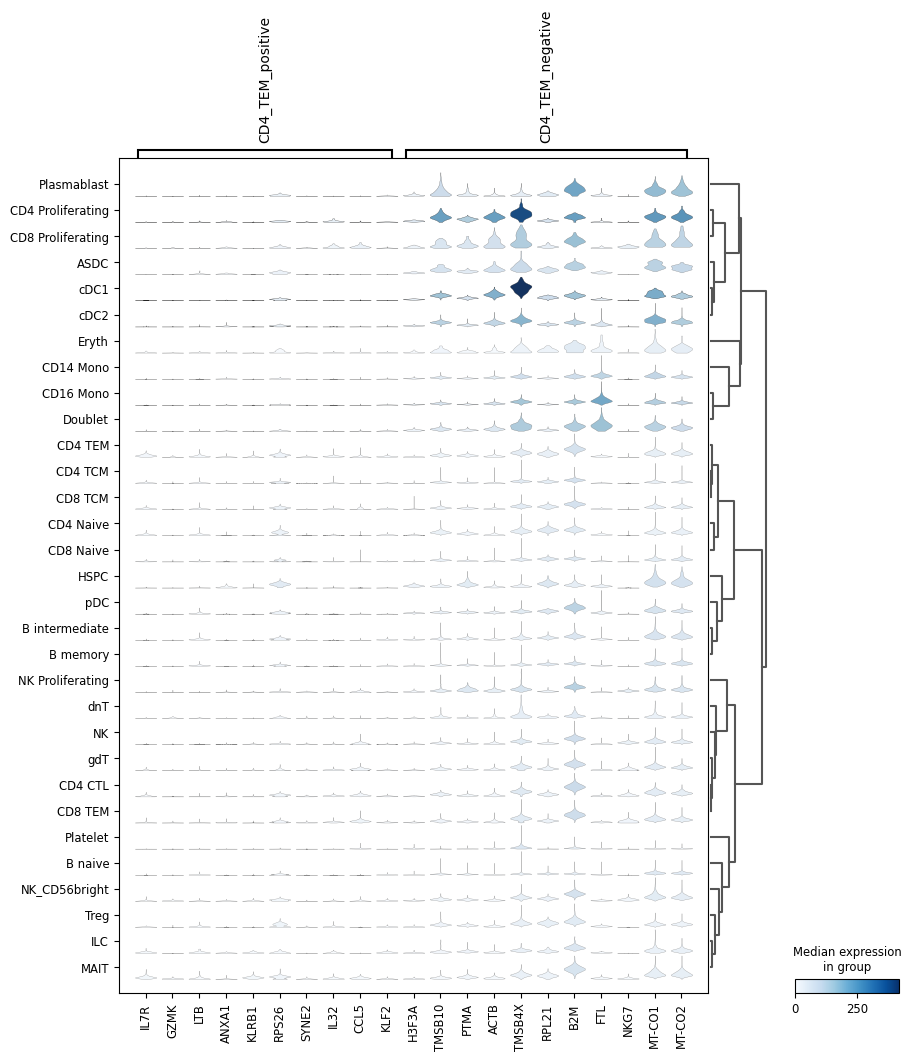 CD4_TEM_positive
CD4_TEM_negative
Plasmablast
CD4 Proliferating
CD8 Proliferating
ASDC
cDC1
cDC2
Eryth
CD14 Mono
CD16 Mono
Doublet
CD4 TEM
CD4 TCM
CD8 TCM
CD4 Naive
CD8 Naive
HSPC
pDC
B intermediate
B memory
NK Proliferating
dnT
NK
gdT
CD4 CTL
CD8 TEM
Platelet
B naive
NK_CD56bright
Treg
ILC
MAIT
IL7R
GZMK
LTB
ANXA1
KLRB1
RPS26
SYNE2
IL32
CCL5
KLF2
H3F3A
TMSB10
PTMA
ACTB
TMSB4X
RPL21
B2M
FTL
NKG7
MT-CO1
MT-CO2
Median expression
in group
0 250